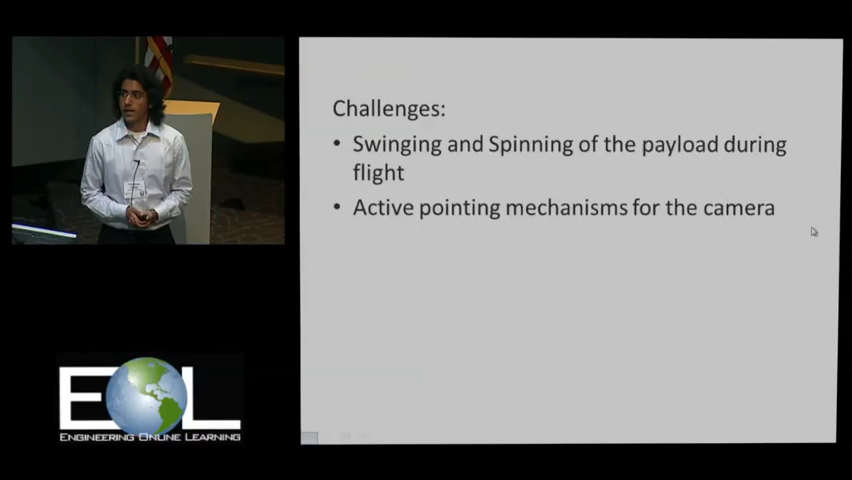 Challenges:
• Swinging and Spinning of the payload during
flight
• Active pointing mechanisms for the camera
EOL
ENGINEERING ONLINE LEARNING